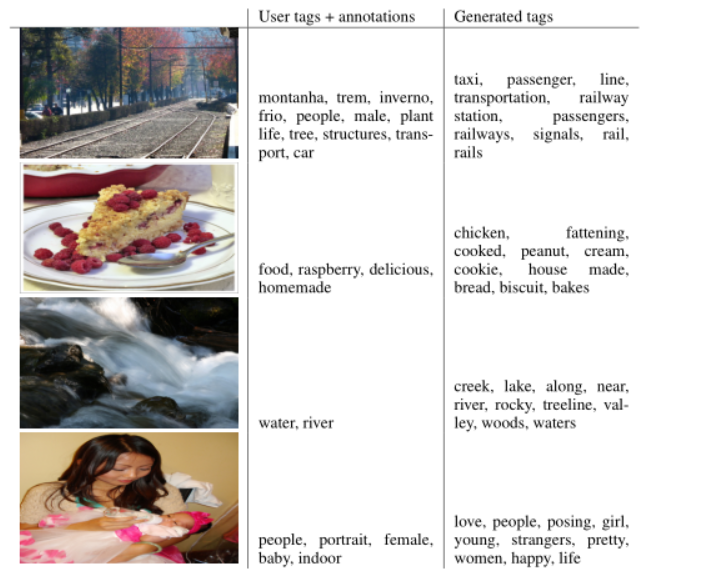 User tags + annotations
Generated tags
montanha, trem, inverno,
frio, people, male, plant
life, tree, structures, trans-
port, car
taxi, passenger, line,
transportation, railway
station, passengers,
railways, signals, rail,
rails
food, raspberry, delicious,
homemade
chicken, fattening,
cooked, peanut, cream,
cookie, house made,
bread, biscuit, bakes
water, river
creek, lake, along, near,
river, rocky, treeline, val-
ley, woods, waters
people, portrait, female,
baby, indoor
love, people, posing, girl,
young, strangers, pretty,
women, happy, life